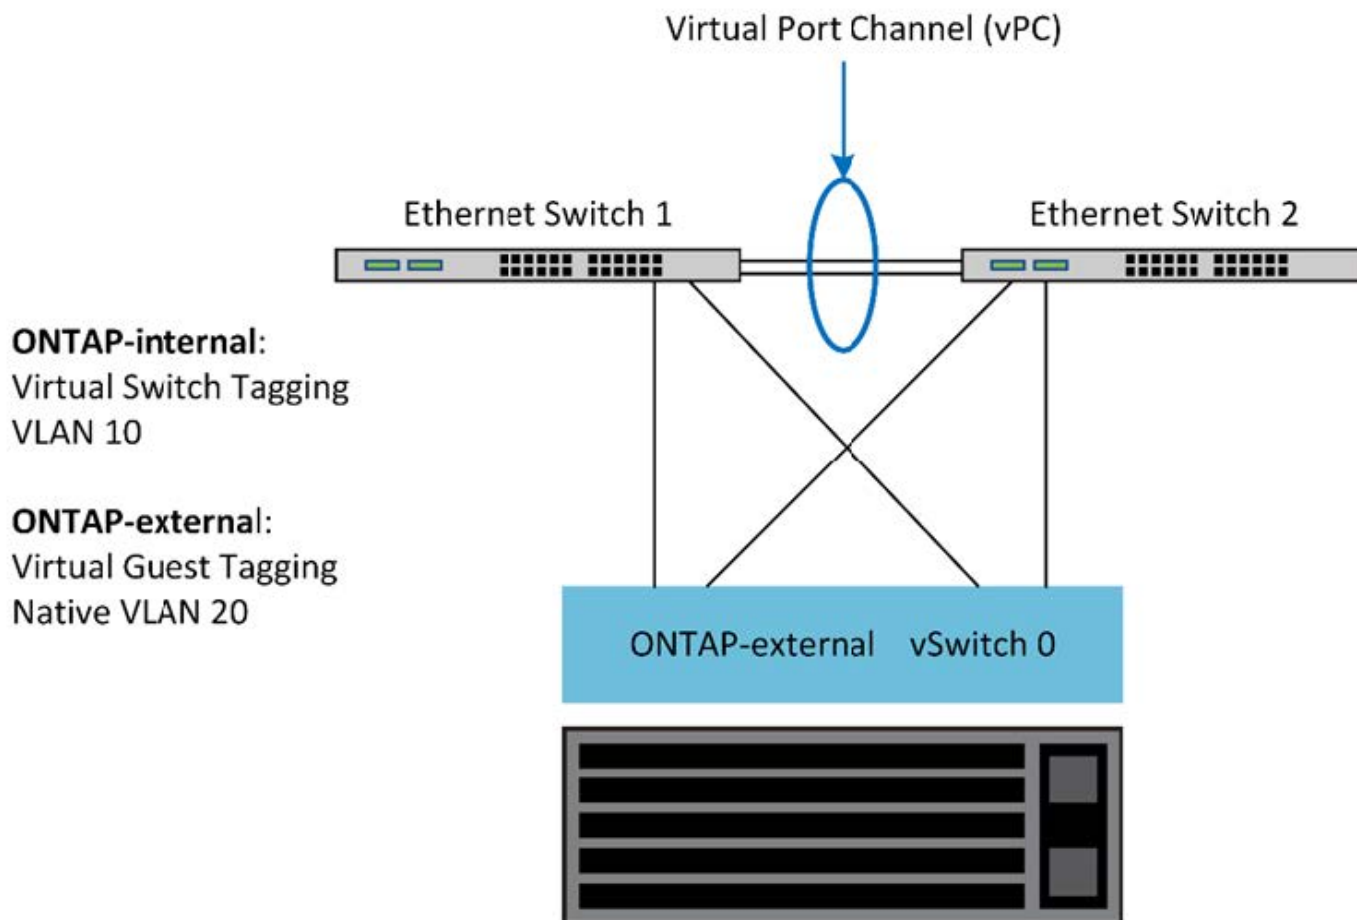 Virtual Port Channel (vPC)
Ethernet Switch 1
Ethernet Switch 2
ONTAP-internal:
Virtual Switch Tagging
VLAN 10
ONTAP-external:
Virtual Guest Tagging
Native VLAN 20
ONTAP-external vSwitch 0